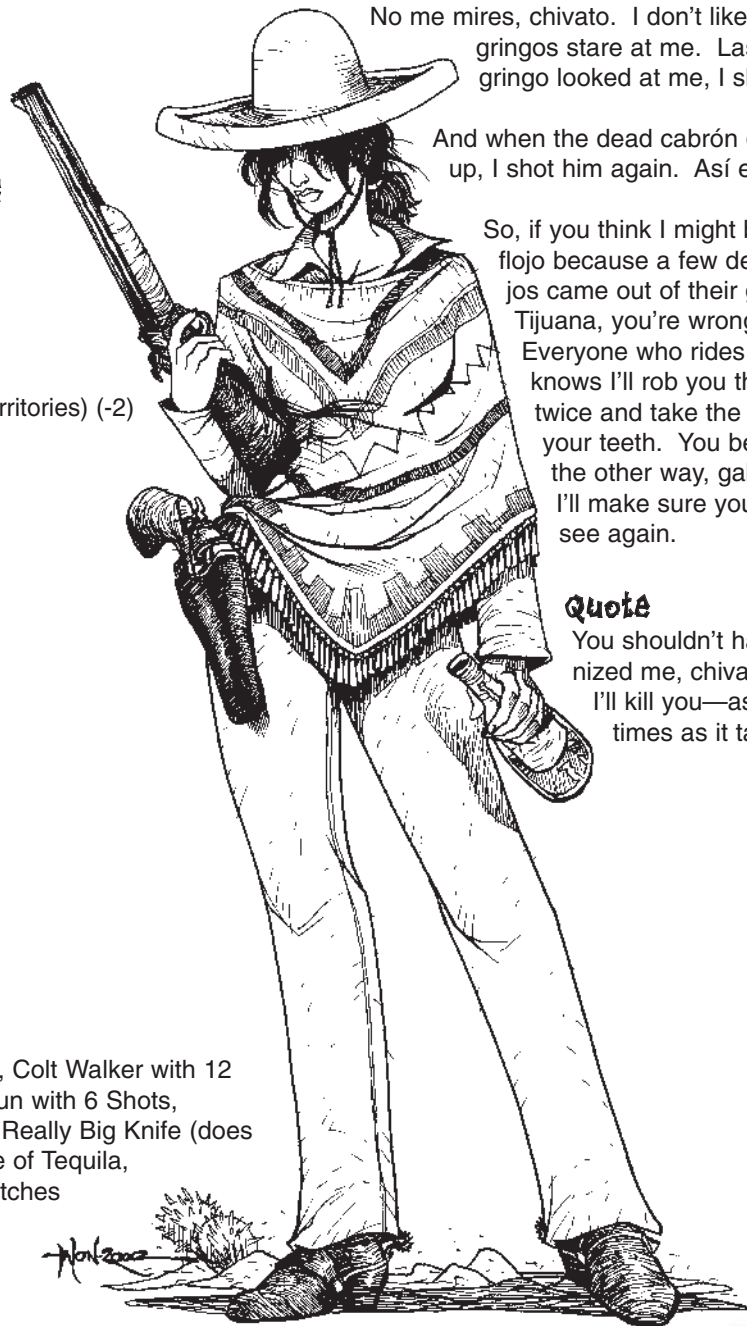 No me mires, chivato. I don't like
gringos stare at me. Las
gringo looked at me, I
And when the dead cabrón
up, I shot him again. Así e
So, if you think I might b
flojo because a few de
jos came out of their g
Tijuana, you're wrong
Everyone who rides
knows I'll rob you th
twice and take the
your teeth. You be
the other way, gal
I'll make sure you
see again.
rritories) (-2)
Quote
You shouldn't ha
nized me, chiva
I'll kill you—as
times as it ta
, Colt Walker with 12
un with 6 Shots,
Really Big Knife (does
e of Tequila,
tches